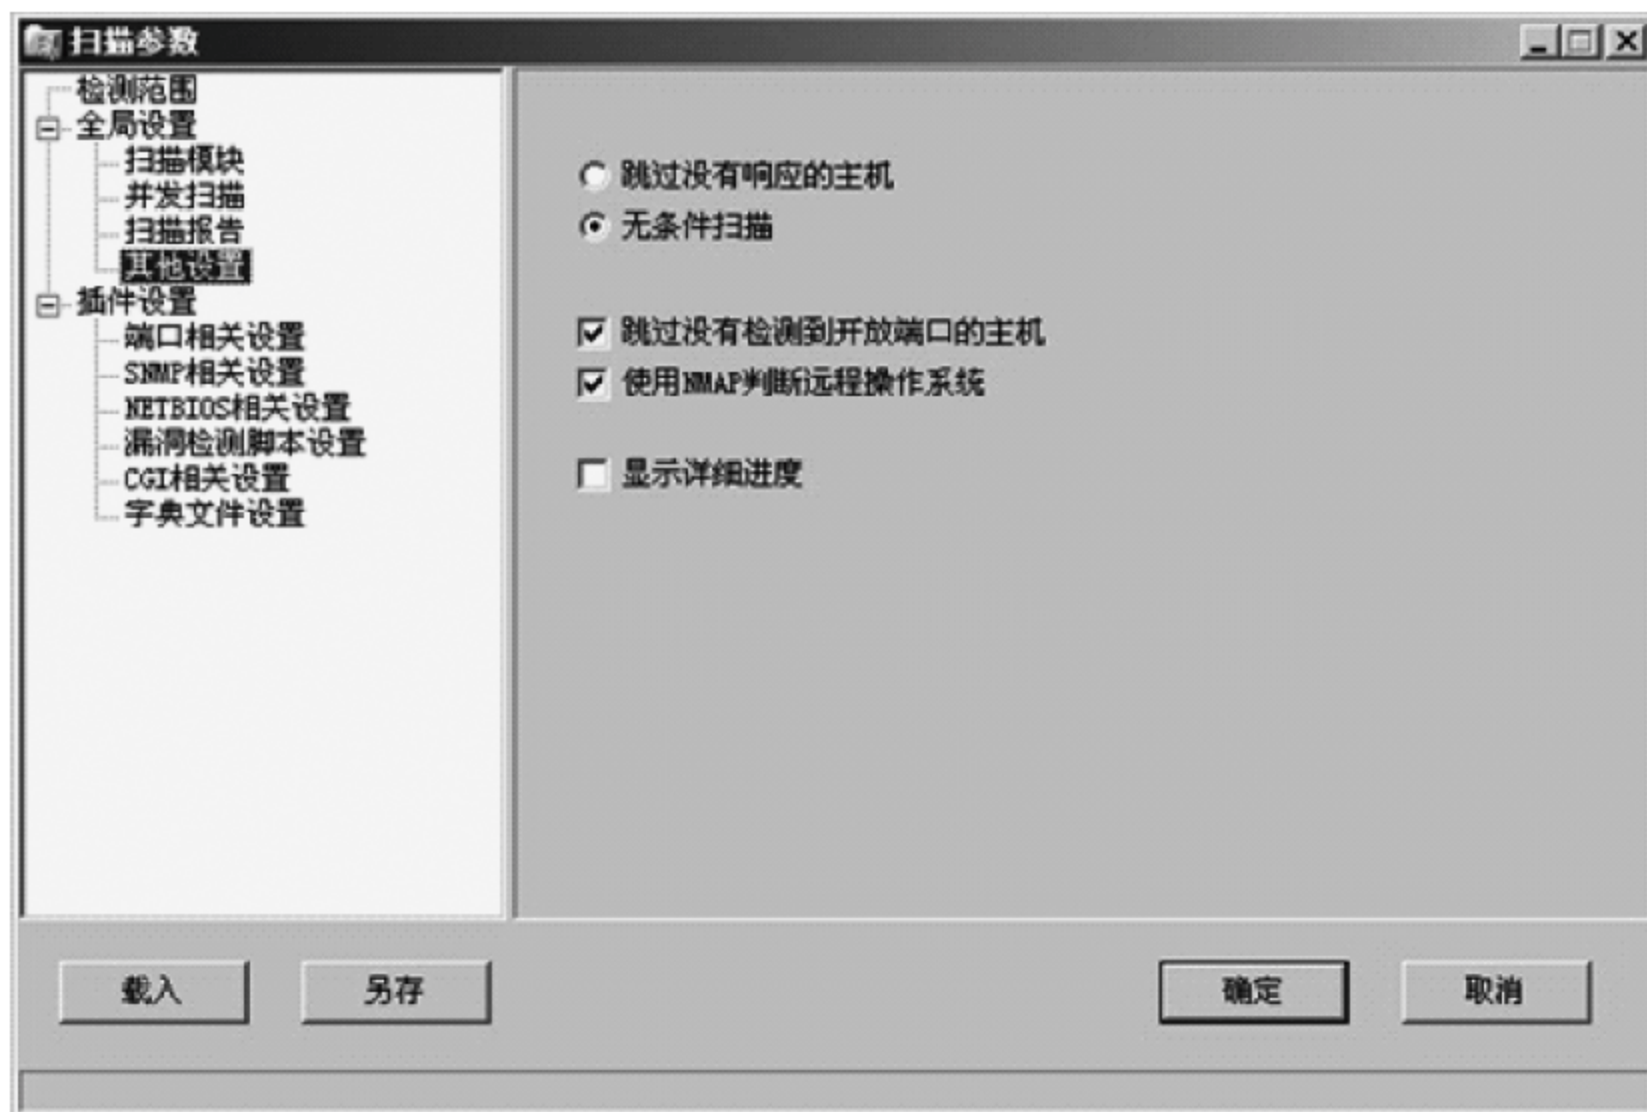 扫描参数
检测范围
全局设置
扫描模块
并发扫描
扫描报告
其他设置
插件设置
端口相关设置
SNMP相关设置
NETBIOS相关设置
漏洞检测脚本设置
CGI相关设置
字典文件设置
跳过没有响应的主机
无条件扫描
跳过没有检测到开放端口的主机
使用NMAP判断远程操作系统
显示详细进度
载入
另存
确定
取消